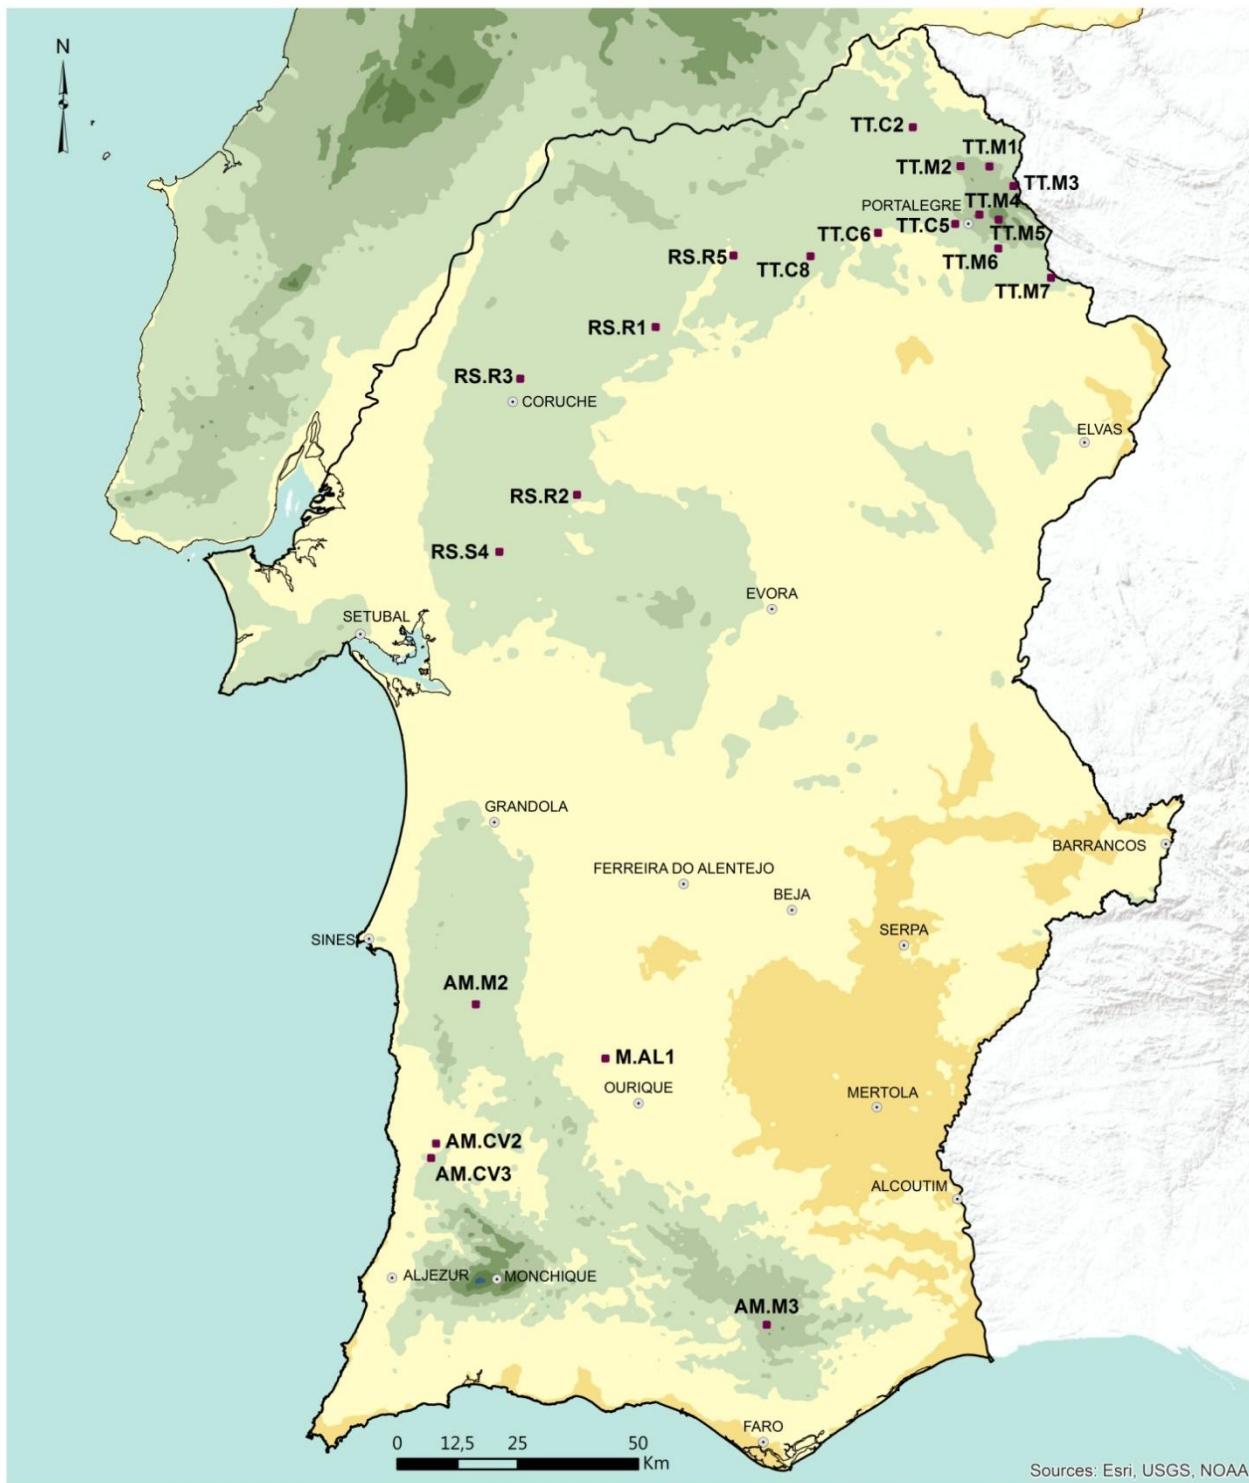 N
TT.C2
TT.M1
TT.M2
TT.M3
TT.M4
PORTALEGRE
TT.C5
TT.C6
TT.M5
TT.M6
RS.R5
TT.C8
TT.M7
RS.R1
RS.R3
CORUCHE
ELVAS
RS.R2
RS.S4
EVORA
SETUBAL
GRANDOLA
BARRANCOS
FERREIRA DO ALENTEJO
BEJA
SERPA
SINES
AM.M2
M.AL1
OURIQUE
MERTOLA
AM.CV2
AM.CV3
ALCOUTIM
ALJEZUR
MONCHIQUE
AM.M3
FARO
0 12,5 25 50
Km
Sources: Esri, USGS, NOAA